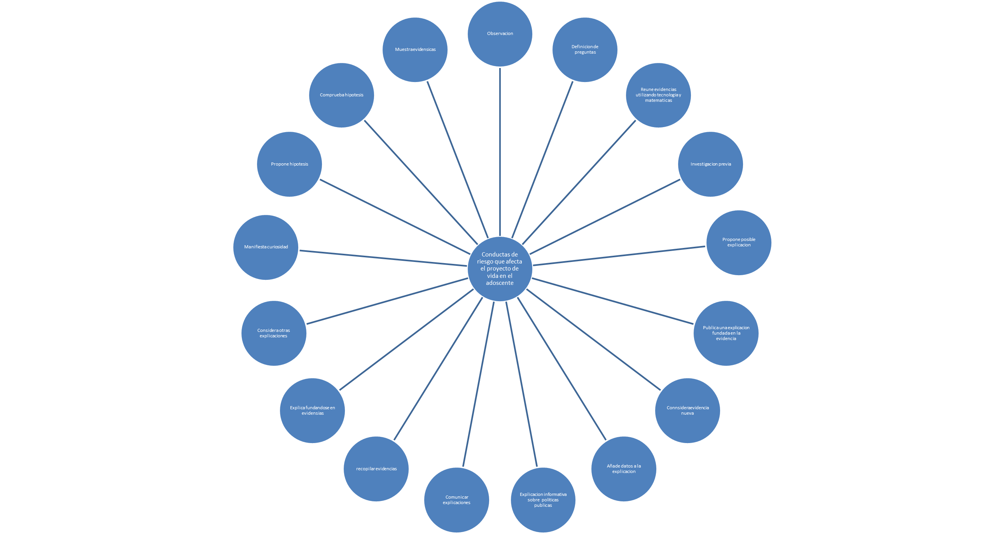 Observacion
Definicion de
preguntas
Reune evidencias
utilizando tecnologia y
matematicas
Investigacion previa
Propone posible
explicacion
Publica una explicacion
fundada en la
evidencia
Connsidera evidencia
nueva
Añade datos a la
explicacion
Explicacion informativa
sobre politicas
publicas
Comunicar
explicaciones
recopilar evidencias
Explica fundandose en
evidensias
Considera otras
explicaciones
Manifiesta curiosidad
Propone hipotesis
Comprueba hipotesis
Muestra evidensicas
Conductas de
riesgo que afecta
el proyecto de
vida en el
adoscente